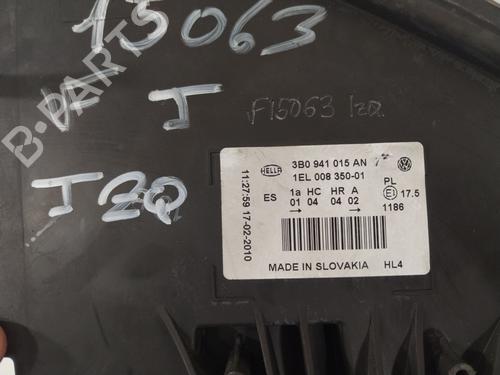 15063
J
F15063 Izq
IZQ
B-PARTS
HELLA
3B0 941 015 AN
1EL 008 350-01
ES
1a HC HR A
01 04 04 02
PL
E1 17.5
1186
11:27:59 17-02-2010
MADE IN SLOVAKIA HL4